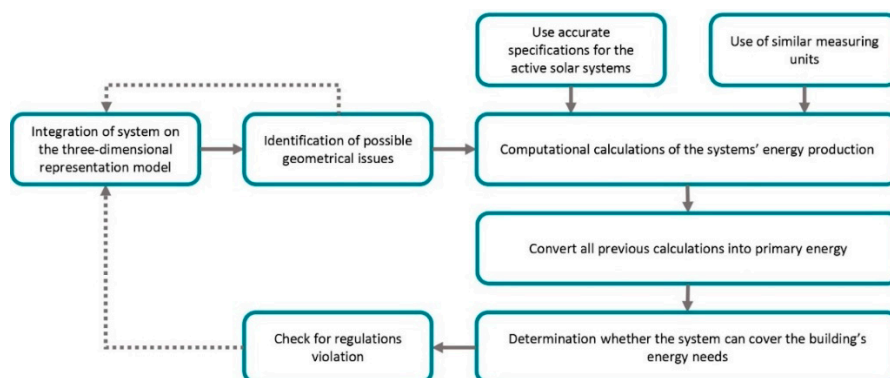 Use accurate
specifications for the
active solar systems
Use of similar measuring
units
Integration of system on
the three-dimensional
representation model
Identification of possible
geometrical issues
Computational calculations of the systems’ energy production
Convert all previous calculations into primary energy
Check for regulations
violation
Determination whether the system can cover the building’s
energy needs